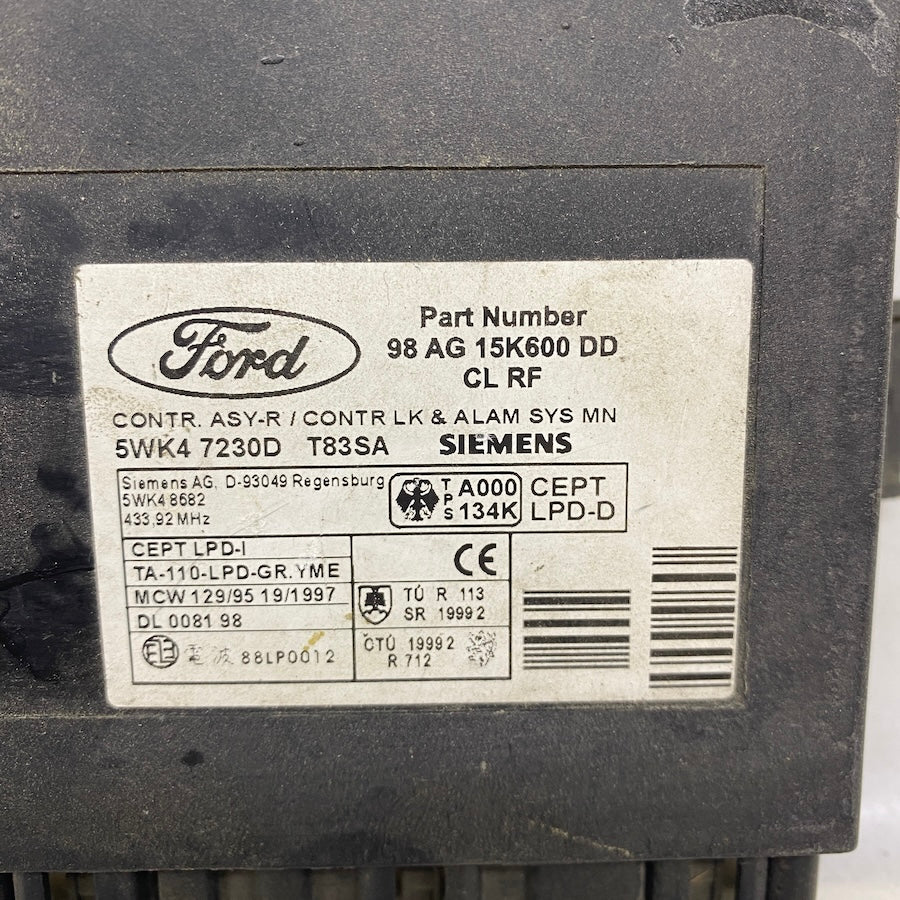 Ford
Part Number
98 AG 15K600 DD
CL RF
CONTR. ASY-R / CONTR LK & ALAM SYS MN
5WK4 7230D T83SA SIEMENS
Siemens AG, D-93049 Regensburg
5WK4 8682
433,92 MHz
TPS A000 134K
CEPT LPD-D
CEPT LPD-I
TA-110-LPD-GR.YME
MCW 129/95 19/1997
DL 0081 98
電波 88LP0012
CE
TÚ R 113
SR 1999 2
ČTÚ 1999 2
R 712